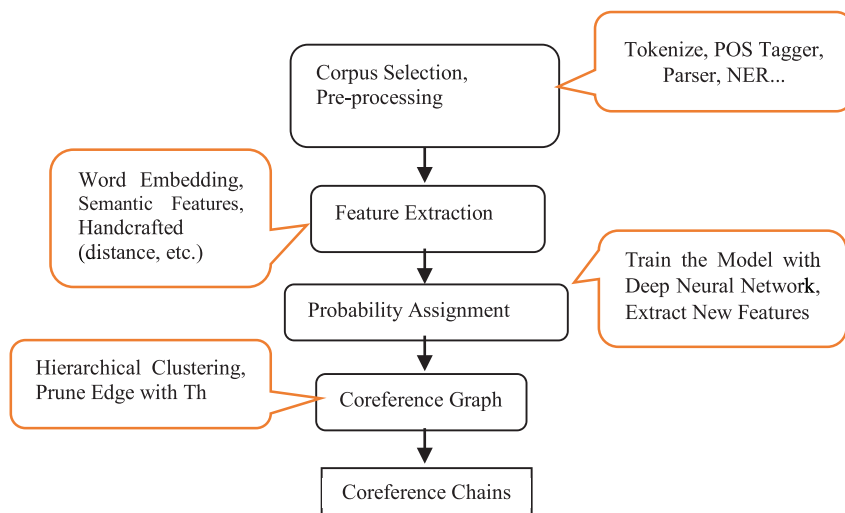 Tokenize, POS Tagger,
Parser, NER...
Corpus Selection,
Pre-processing
Word Embedding,
Semantic Features,
Handcrafted
(distance, etc.)
Feature Extraction
Train the Model with
Deep Neural Network,
Extract New Features
Probability Assignment
Hierarchical Clustering,
Prune Edge with Th
Coreference Graph
Coreference Chains